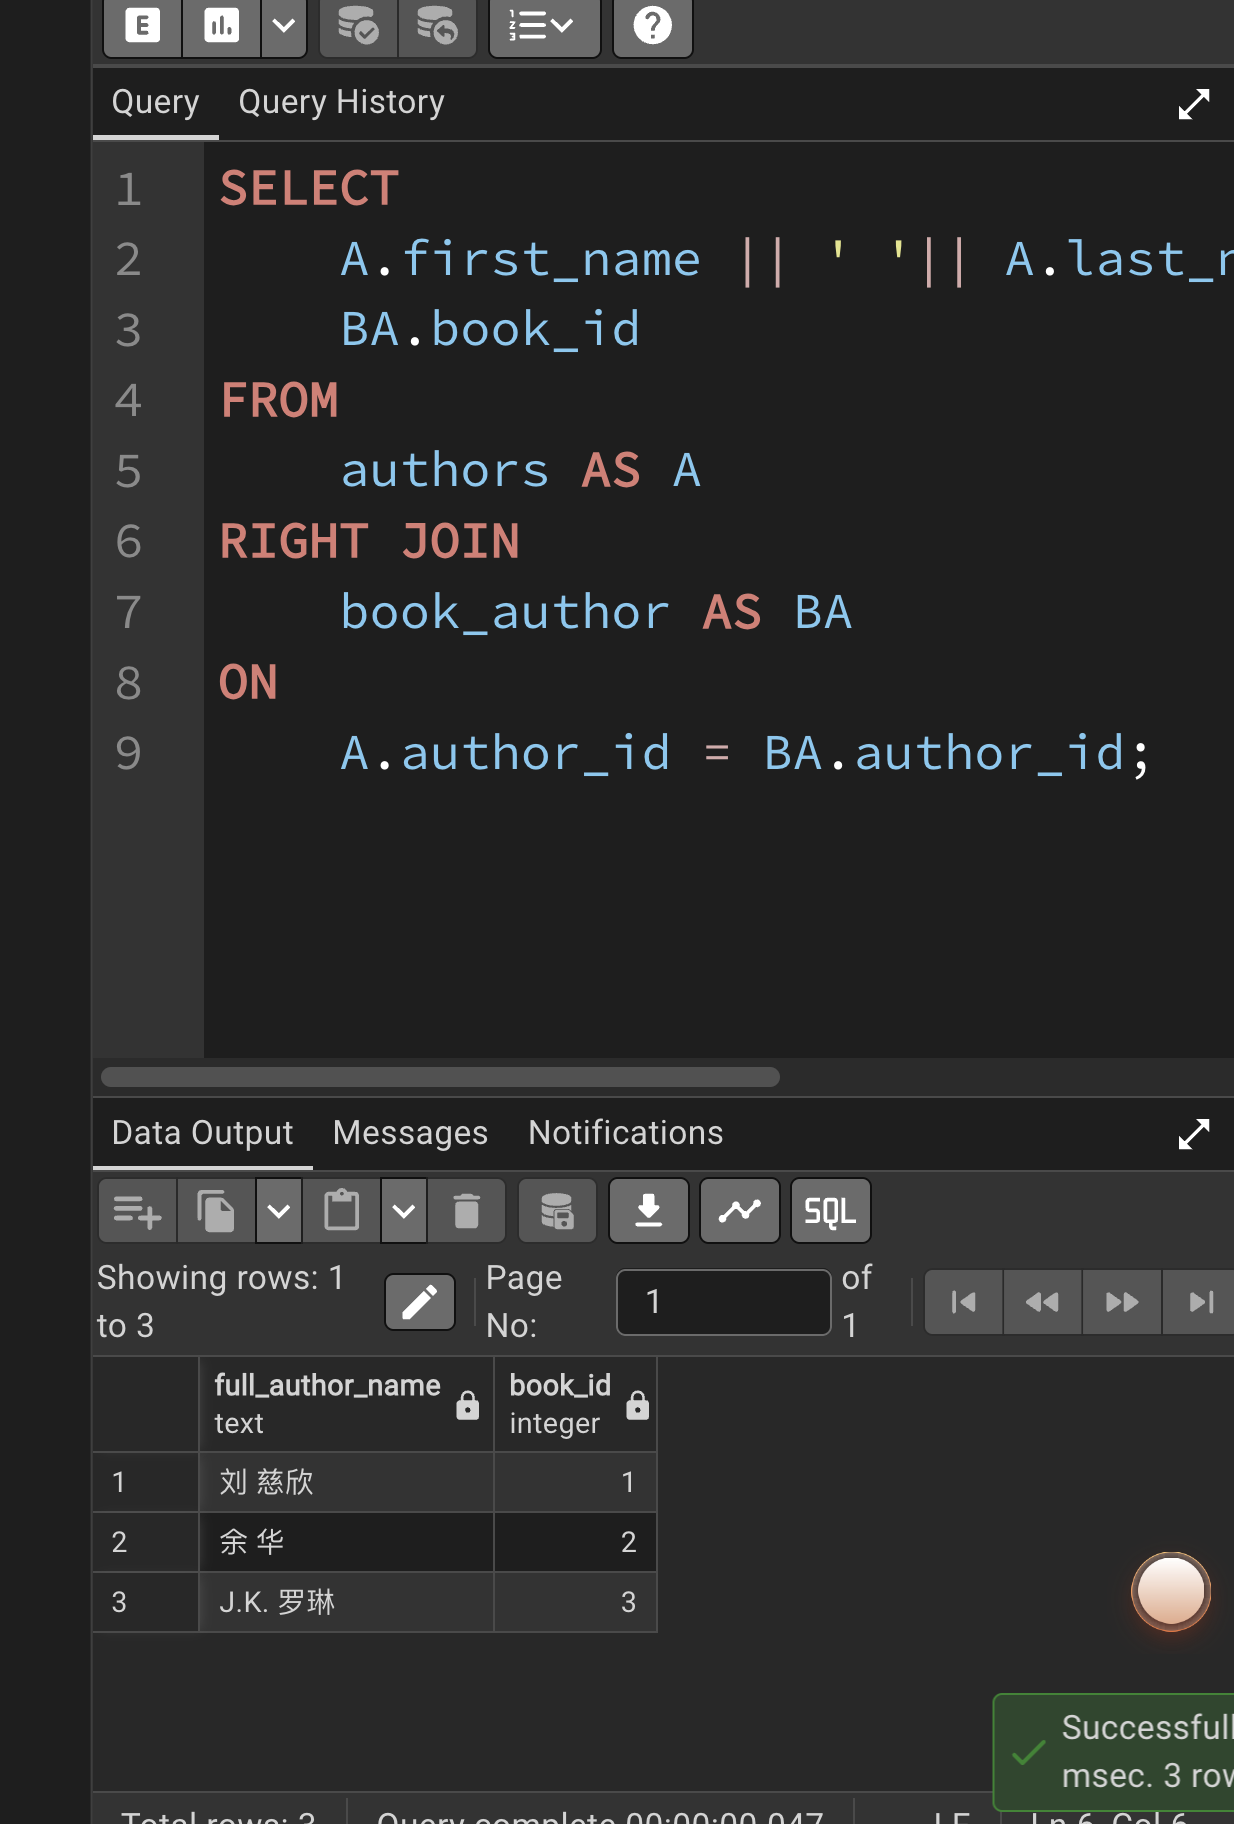 E
Query Query History
1 SELECT
2 A.first_name || ' '|| A.last_
3 BA.book_id
4 FROM
5 authors AS A
6 RIGHT JOIN
7 book_author AS BA
8 ON
9 A.author_id = BA.author_id;
Data Output Messages Notifications
SQL
Showing rows: 1 to 3
Page No: 1 of 1
full_author_name book_id
text integer
1 刘 慈欣 1
2 余 华 2
3 J.K. 罗琳 3
Successfull
msec. 3 row
Total rows: 3 Query complete 00:00:00.047 LF Ln 6, Col 6